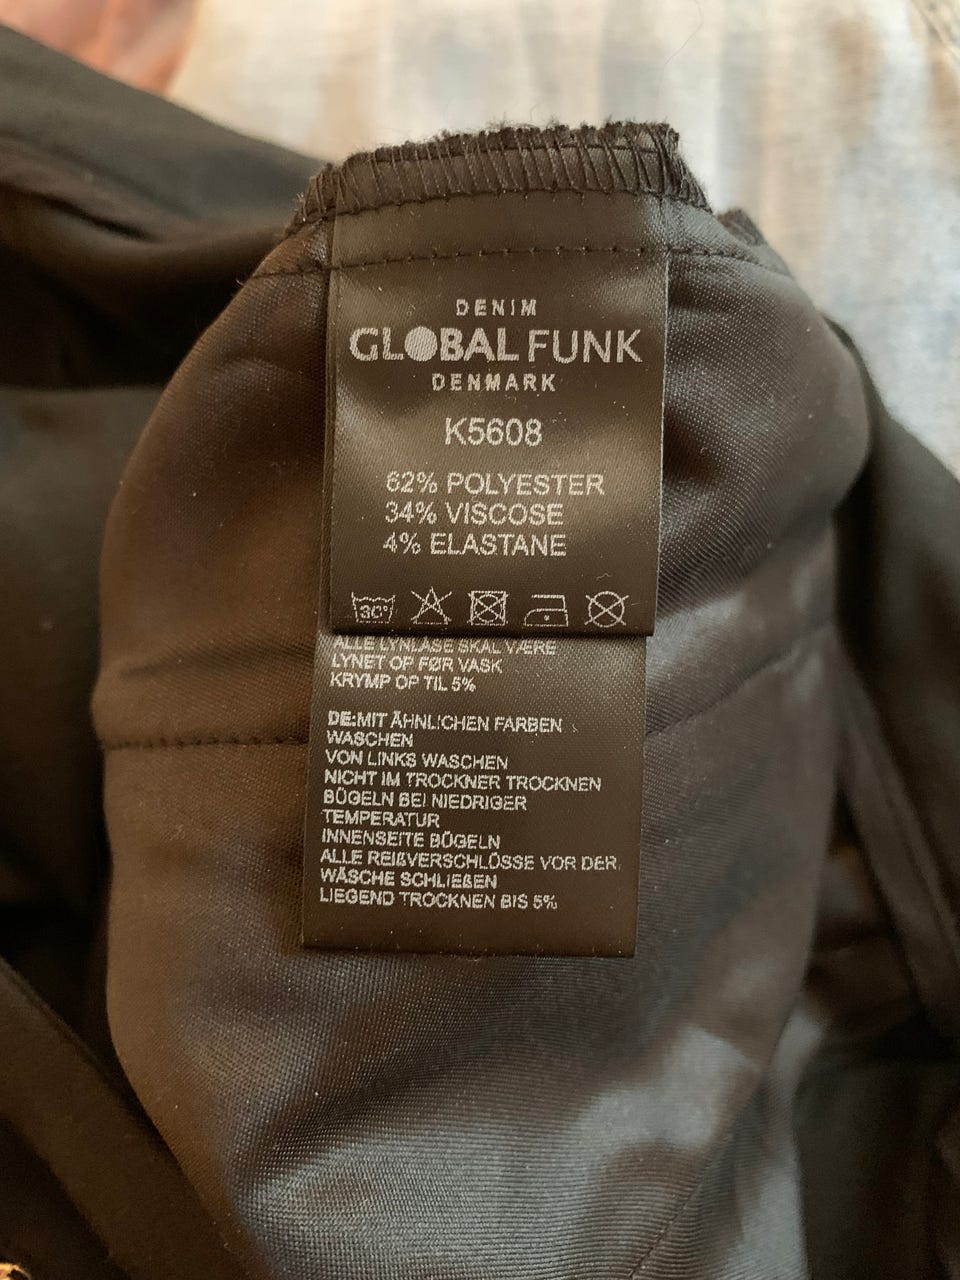 DENIM
GLOBAL FUNK
DENMARK
K5608
62% POLYESTER
34% VISCOSE
4% ELASTANE
30°
ALLE LYNLÅSE SKAL VÆRE
LYNET OP FØR VASK
KRYMP OP TIL 5%
DE:MIT ÄHNLICHEN FARBEN
WASCHEN
VON LINKS WASCHEN
NICHT IM TROCKNER TROCKNEN
BÜGELN BEI NIEDRIGER
TEMPERATUR
INNENSEITE BÜGELN
ALLE REIßVERSCHLÜSSE VOR DER
WÄSCHE SCHLIEßEN
LIEGEND TROCKNEN BIS 5%